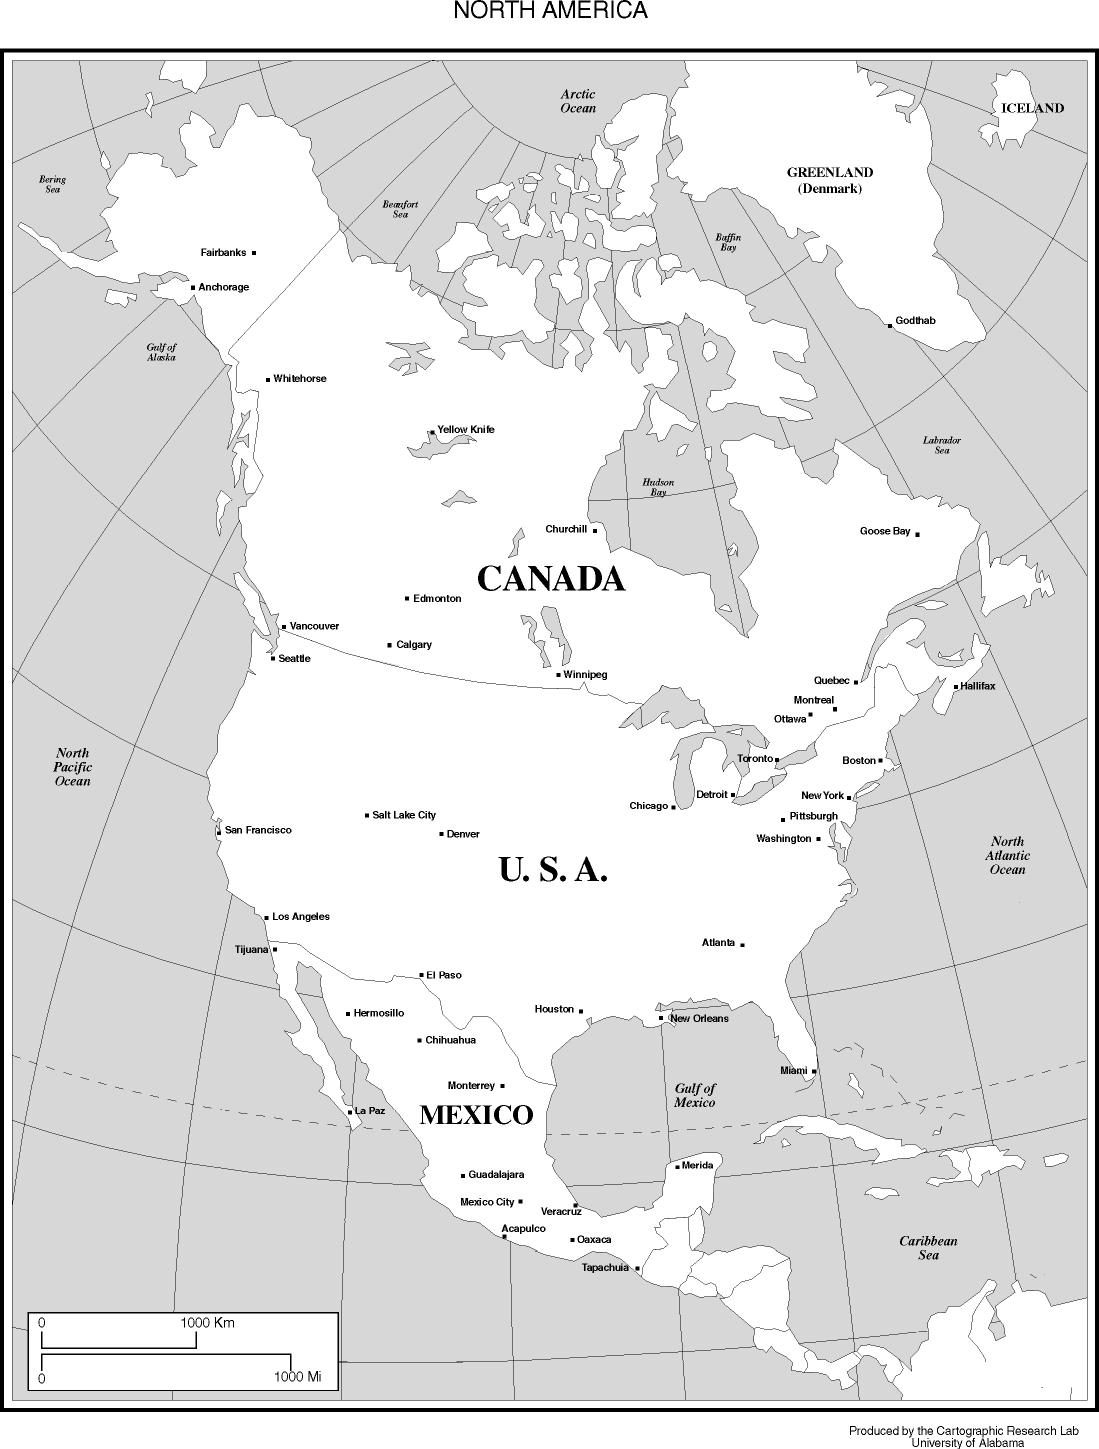 NORTH AMERICA
Arctic
Ocean
ICELAND
GREENLAND
(Denmark)
Bering
Sea
Beaufort
Sea
Baffin
Bay
Fairbanks
Anchorage
Godthab
Gulf of
Alaska
Whitehorse
Yellow Knife
Labrador
Sea
Hudson
Bay
Churchill
Goose Bay
CANADA
Edmonton
Vancouver
Calgary
Seattle
Winnipeg
Quebec
Hallifax
Montreal
Ottawa
North
Pacific
Ocean
Toronto
Boston
Detroit
New York
Chicago
Salt Lake City
Pittsburgh
San Francisco
Denver
Washington
North
Atlantic
Ocean
U. S. A.
Los Angeles
Atlanta
Tijuana
El Paso
Houston
Hermosillo
New Orleans
Chihuahua
Miami
Monterrey
Gulf of
Mexico
La Paz
MEXICO
Merida
Guadalajara
Mexico City
Veracruz
Acapulco
Oaxaca
Caribbean
Sea
Tapachuia
0
1000 Km
0
1000 Mi
Produced by the Cartographic Research Lab
University of Alabama